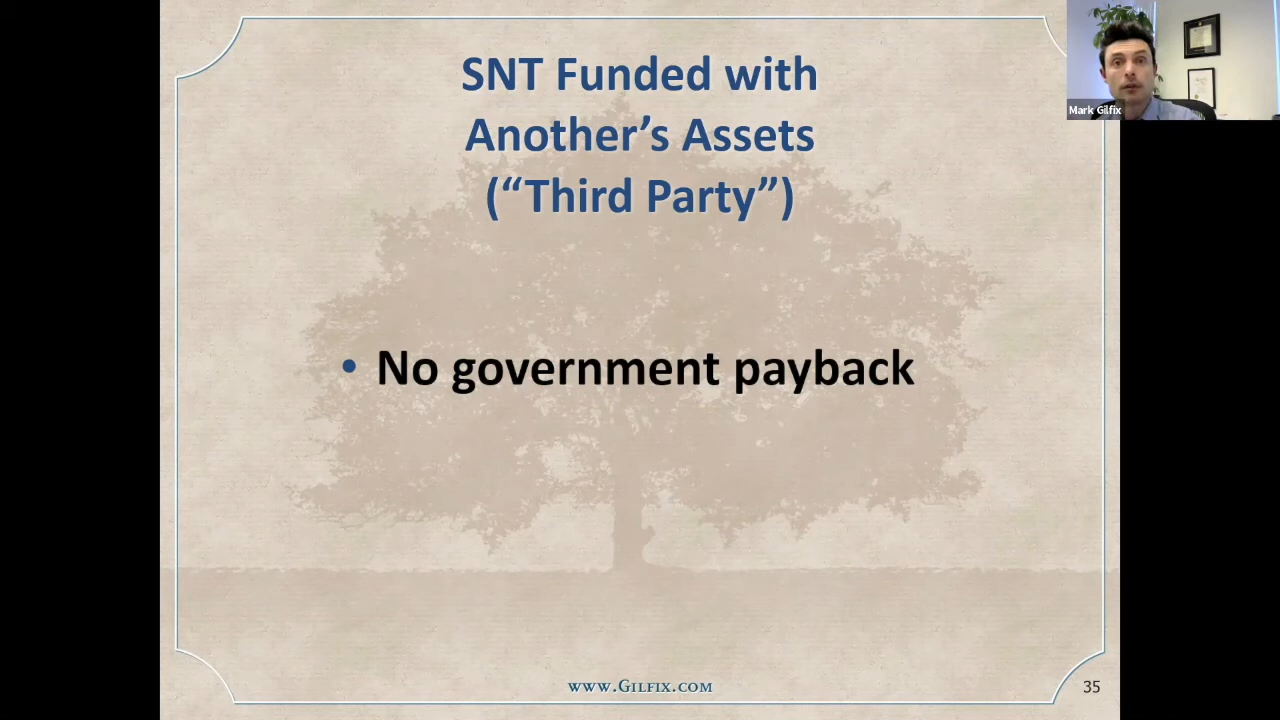 SNT Funded with
Another’s Assets
(“Third Party”)
• No government payback
www.Gilfix.com
35
Mark Gilfix